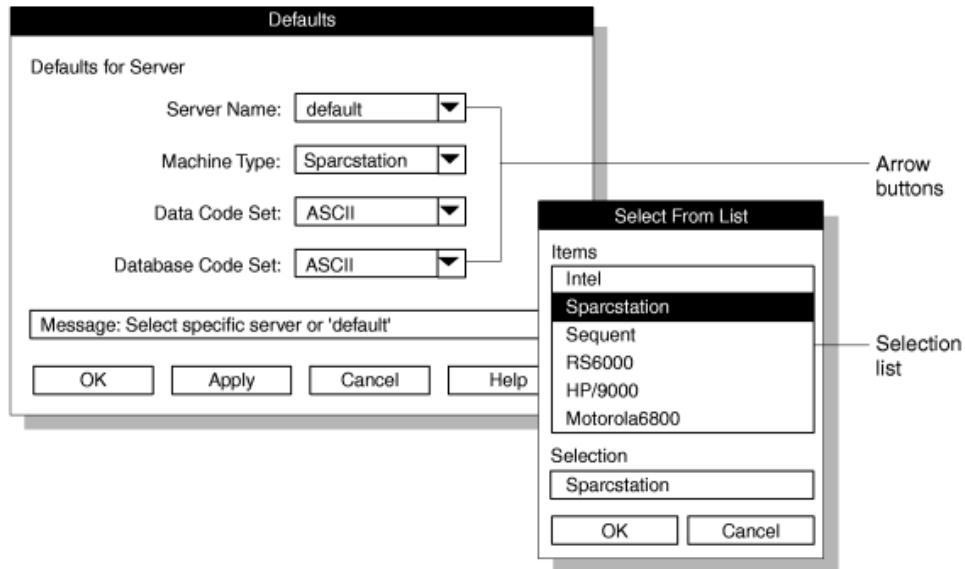 Defaults
Defaults for Server
Server Name: default
Machine Type: Sparcstation
Data Code Set: ASCII
Database Code Set: ASCII
Message: Select specific server or 'default'
OK Apply Cancel Help
Arrow
buttons
Select From List
Items
Intel
Sparcstation
Sequent
RS6000
HP/9000
Motorola6800
Selection
Sparcstation
OK Cancel
Selection
list